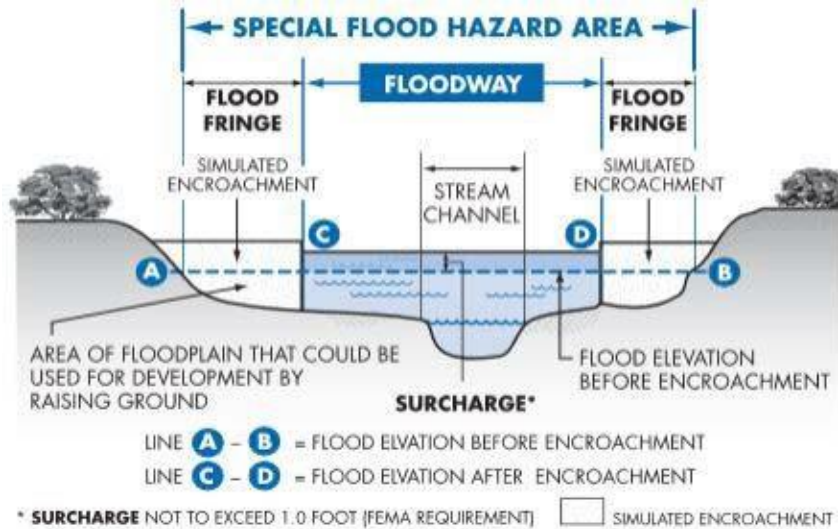 SPECIAL FLOOD HAZARD AREA
FLOOD
FRINGE
FLOODWAY
FLOOD
FRINGE
SIMULATED
ENCROACHMENT
STREAM
CHANNEL
SIMULATED
ENCROACHMENT
C
D
A
B
AREA OF FLOODPLAIN THAT COULD BE
USED FOR DEVELOPMENT BY
RAISING GROUND
SURCHARGE*
FLOOD ELEVATION
BEFORE ENCROACHMENT
LINE A – B = FLOOD ELVATION BEFORE ENCROACHMENT
LINE C – D = FLOOD ELVATION AFTER ENCROACHMENT
* SURCHARGE NOT TO EXCEED 1.0 FOOT (FEMA REQUIREMENT) SIMULATED ENCROACHMENT